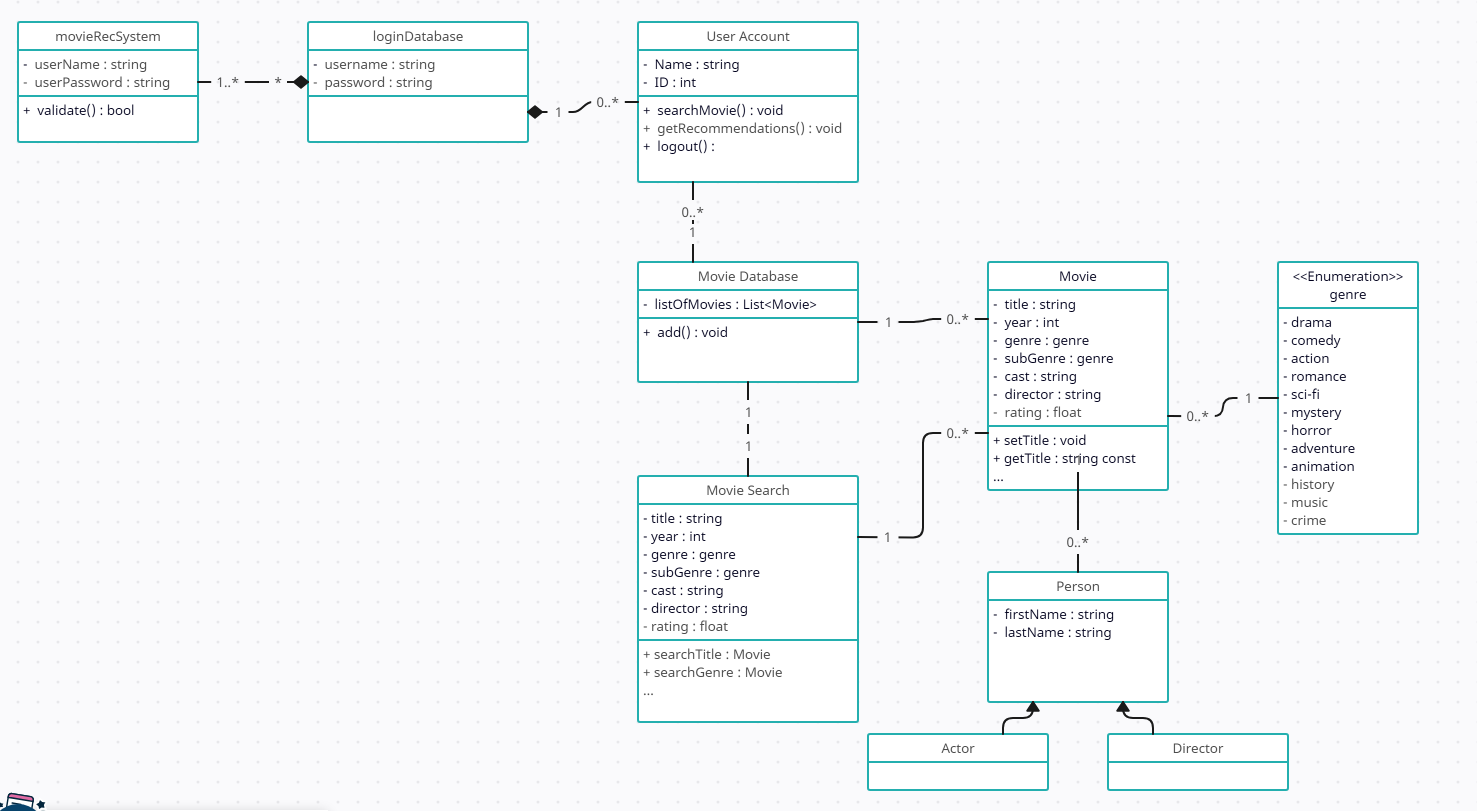 movieRecSystem
- userName : string
- userPassword : string
+ validate() : bool
1..*
*
loginDatabase
- username : string
- password : string
1
0..*
User Account
- Name : string
- ID : int
+ searchMovie() : void
+ getRecommendations() : void
+ logout() :
0..*
1
Movie Database
- listOfMovies : List<Movie>
+ add() : void
1
0..*
Movie
- title : string
- year : int
- genre : genre
- subGenre : genre
- cast : string
- director : string
- rating : float
+ setTitle : void
+ getTitle : string const
...
0..*
1
<<Enumeration>>
genre
- drama
- comedy
- action
- romance
- sci-fi
- mystery
- horror
- adventure
- animation
- history
- music
- crime
1
1
0..*
1
Movie Search
- title : string
- year : int
- genre : genre
- subGenre : genre
- cast : string
- director : string
- rating : float
+ searchTitle : Movie
+ searchGenre : Movie
...
0..*
Person
- firstName : string
- lastName : string
Actor
Director